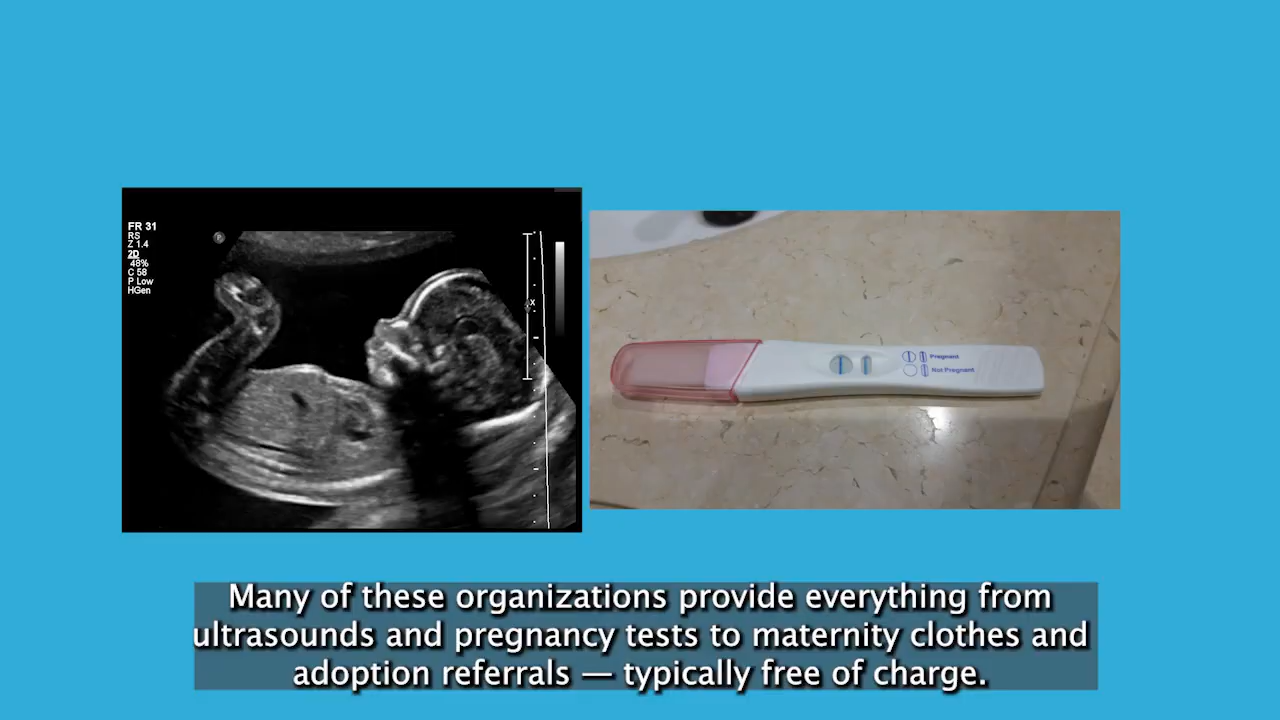 FR 31
RS
Z 1.4
2D
48%
C 58
P Low
HGen
P
X
Pregnant
Not Pregnant
Many of these organizations provide everything from
ultrasounds and pregnancy tests to maternity clothes and
adoption referrals — typically free of charge.